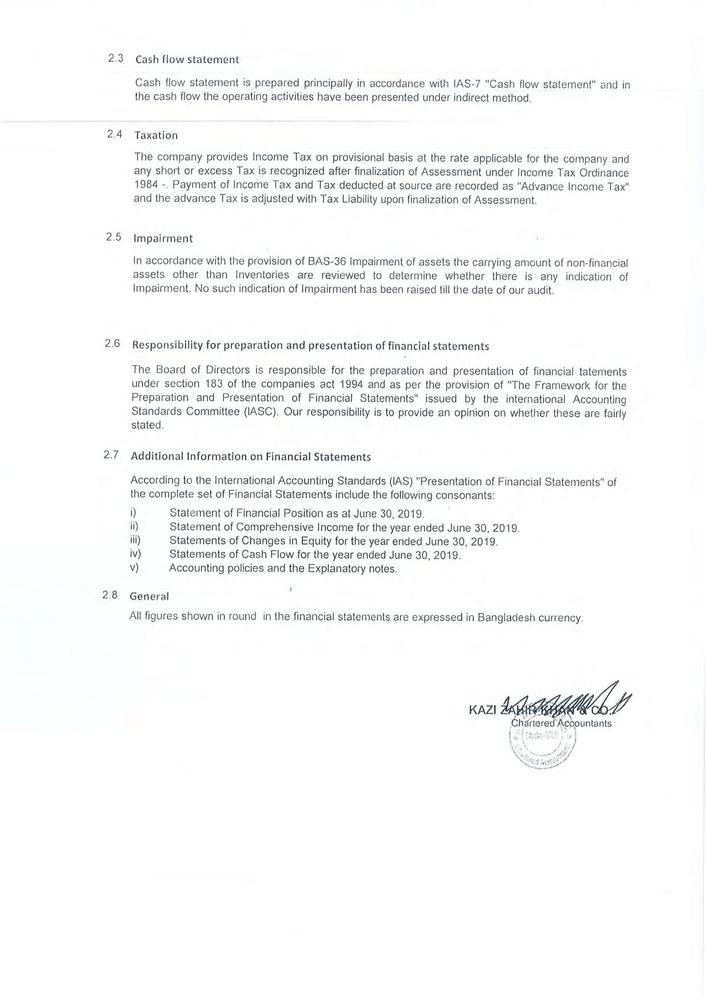 2.3 Cash flow statement
Cash flow statement is prepared principally in accordance with IAS-7 "Cash flow statement" and in
the cash flow the operating activities have been presented under indirect method.
2.4 Taxation
The company provides Income Tax on provisional basis at the rate applicable for the company and
any short or excess Tax is recognized after finalization of Assessment under Income Tax Ordinance
1984 -. Payment of Income Tax and Tax deducted at source are recorded as "Advance Income Tax"
and the advance Tax is adjusted with Tax Liability upon finalization of Assessment.
2.5 Impairment
In accordance with the provision of BAS-36 Impairment of assets the carrying amount of non-financial
assets other than Inventories are reviewed to determine whether there is any indication of
Impairment. No such indication of Impairment has been raised till the date of our audit.
2.6 Responsibility for preparation and presentation of financial statements
The Board of Directors is responsible for the preparation and presentation of financial tatements
under section 183 of the companies act 1994 and as per the provision of "The Framework for the
Preparation and Presentation of Financial Statements" issued by the international Accounting
Standards Committee (IASC). Our responsibility is to provide an opinion on whether these are fairly
stated.
2.7 Additional Information on Financial Statements
According to the International Accounting Standards (IAS) "Presentation of Financial Statements" of
the complete set of Financial Statements include the following consonants:
i) Statement of Financial Position as at June 30, 2019.
ii) Statement of Comprehensive Income for the year ended June 30, 2019.
iii) Statements of Changes in Equity for the year ended June 30, 2019.
iv) Statements of Cash Flow for the year ended June 30, 2019.
v) Accounting policies and the Explanatory notes.
2.8 General
All figures shown in round in the financial statements are expressed in Bangladesh currency.
KAZI ZAHIR KHAN & CO.
Chartered Accountants
Chartered Accountants